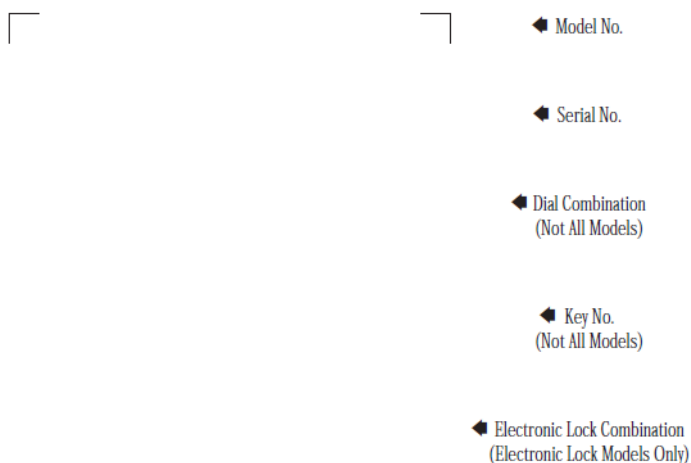 Model No.
Serial No.
Dial Combination
(Not All Models)
Key No.
(Not All Models)
Electronic Lock Combination
(Electronic Lock Models Only)